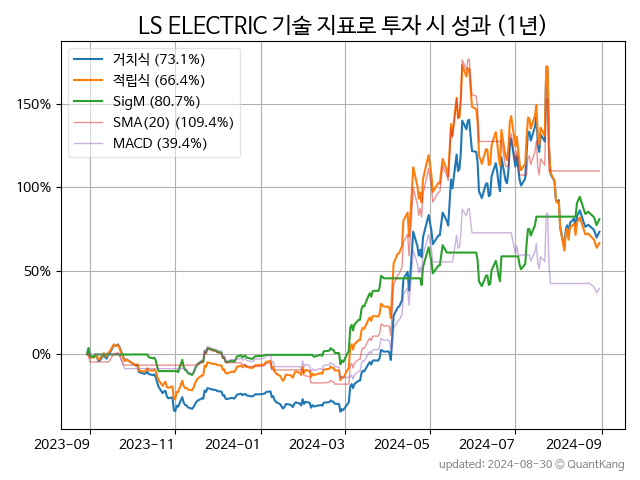 LS ELECTRIC 기술 지표로 투자 시 성과 (1년)
거치식 (73.1%)
적립식 (66.4%)
SigM (80.7%)
SMA(20) (109.4%)
MACD (39.4%)
150%
100%
50%
0%
2023-09 2023-11 2024-01 2024-03 2024-05 2024-07 2024-09
updated: 2024-08-30 © QuantKang